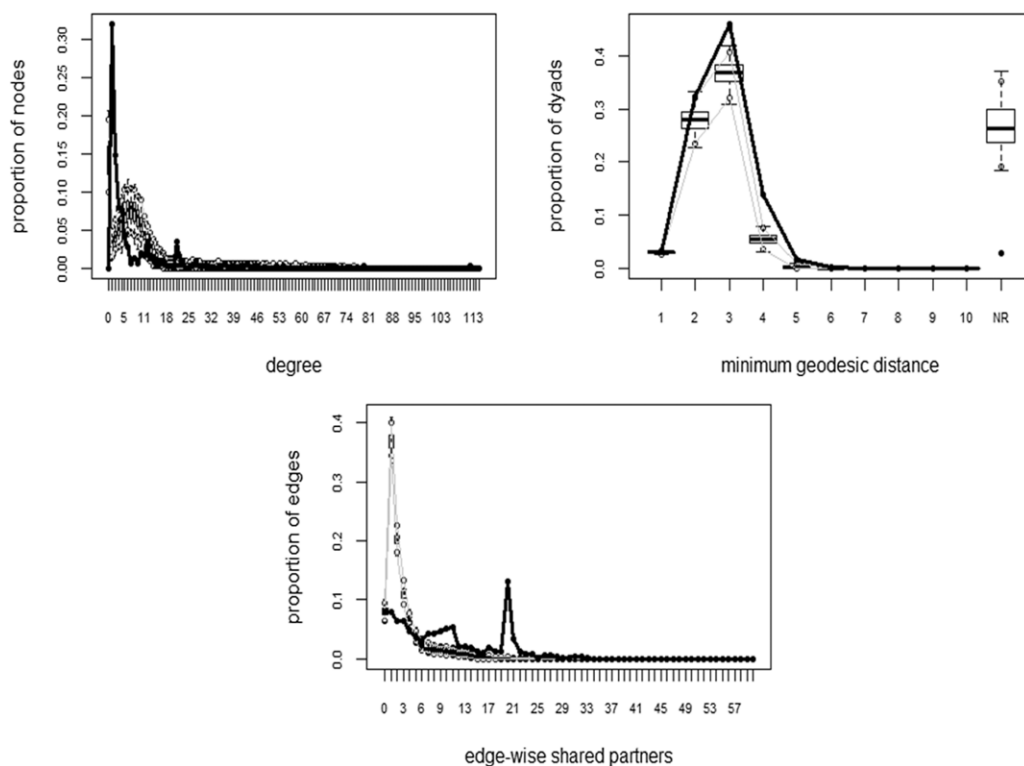 proportion of nodes
0.30
0.25
0.20
0.15
0.10
0.05
0.00
0 5 11 18 25 32 39 46 53 60 67 74 81 88 95 103 113
degree
proportion of dyads
0.4
0.3
0.2
0.1
0.0
1 2 3 4 5 6 7 8 9 10 NR
minimum geodesic distance
proportion of edges
0.4
0.3
0.2
0.1
0.0
0 3 6 9 13 17 21 25 29 33 37 41 45 49 53 57
edge-wise shared partners